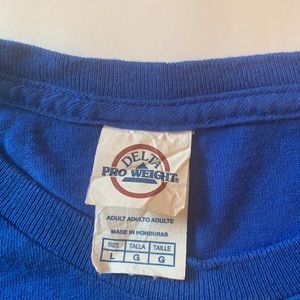 DELTA
PRO WEIGHT®
ADULT ADULTO ADULTE
MADE IN HONDURAS
SIZE TALLA TAILLE
L G G